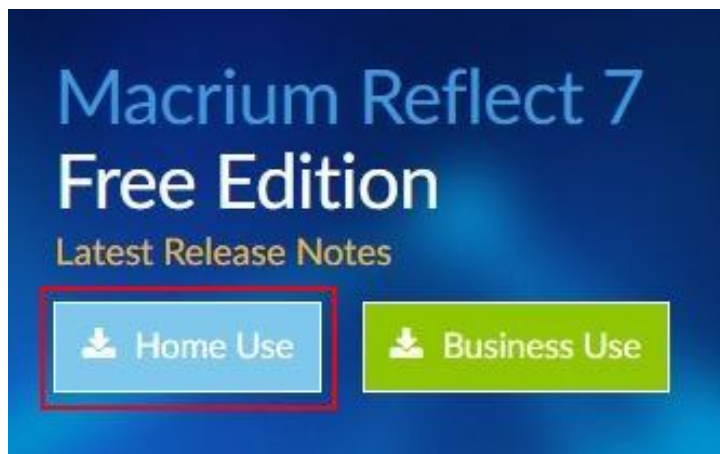 Macrium Reflect 7
Free Edition
Latest Release Notes
Home Use
Business Use